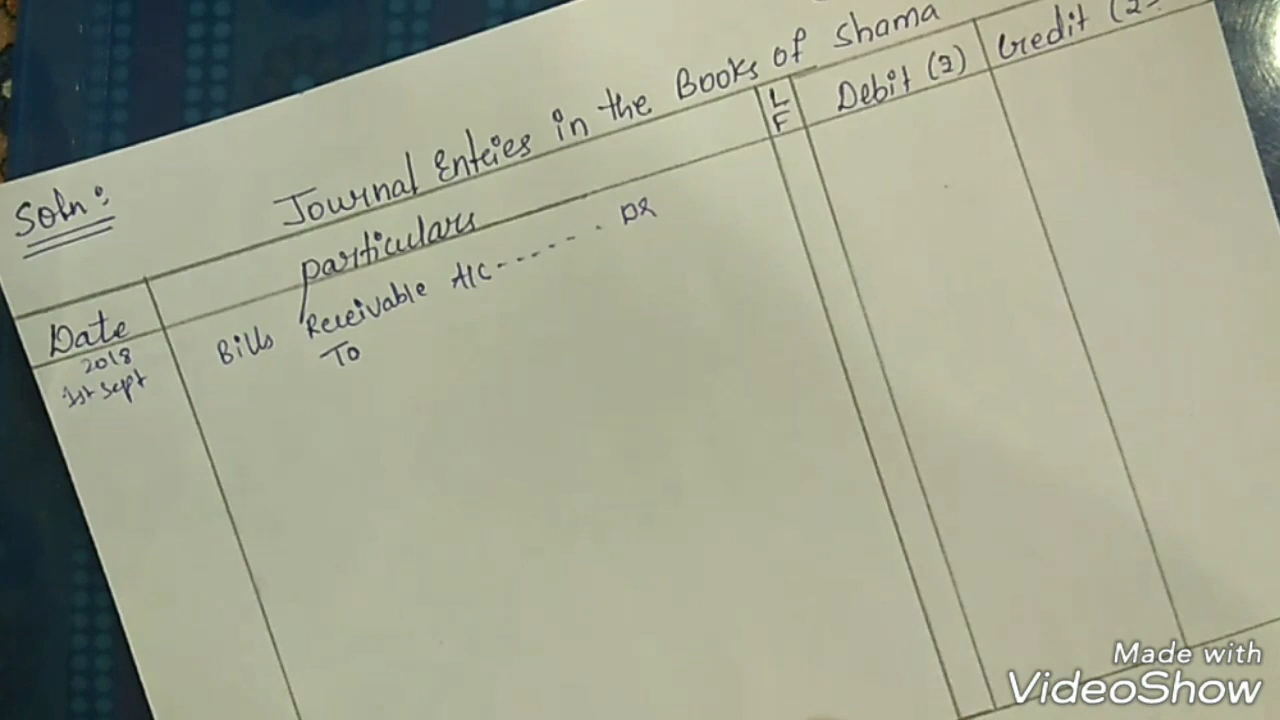 Soln:
Journal Entries in the Books of Shama
Date
Particulars
L
F
Debit (₹)
Credit (₹)
2018
1st Sept
Bills Receivable A/C ------- DR
To
Made with
VideoShow